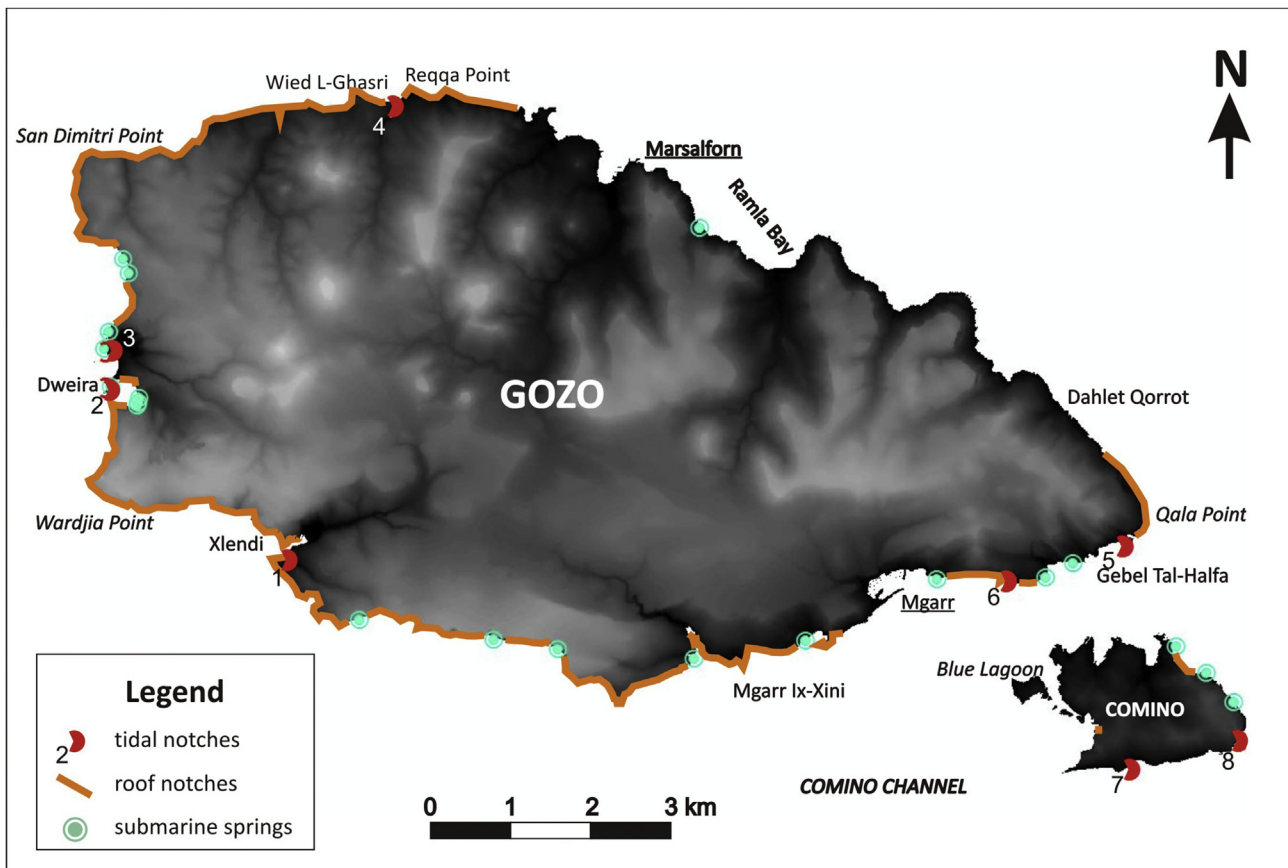 Wied L-Ghasri
Reqqa Point
N
4
San Dimitri Point
Marsalforn
Ramla Bay
3
Dweira
2
GOZO
Dahlet Qorrot
Wardjia Point
Xlendi
1
Qala Point
5
Gebel Tal-Halfa
Mgarr
6
Mgarr Ix-Xini
Blue Lagoon
COMINO
8
7
COMINO CHANNEL
Legend
2 tidal notches
roof notches
submarine springs
0 1 2 3 km